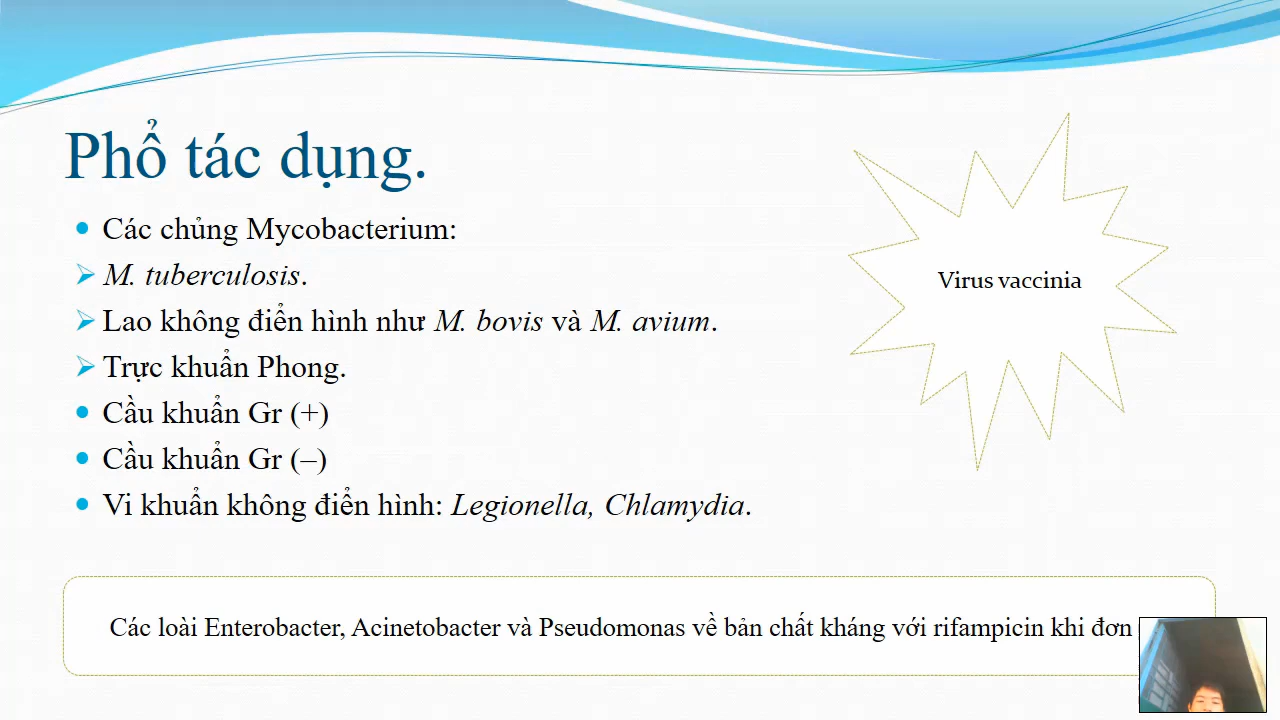 Phổ tác dụng.
Các chủng Mycobacterium:
M. tuberculosis.
Lao không điển hình như M. bovis và M. avium.
Trực khuẩn Phong.
Cầu khuẩn Gr (+)
Cầu khuẩn Gr (–)
Vi khuẩn không điển hình: Legionella, Chlamydia.
Virus vaccinia
Các loài Enterobacter, Acinetobacter và Pseudomonas về bản chất kháng với rifampicin khi đơn